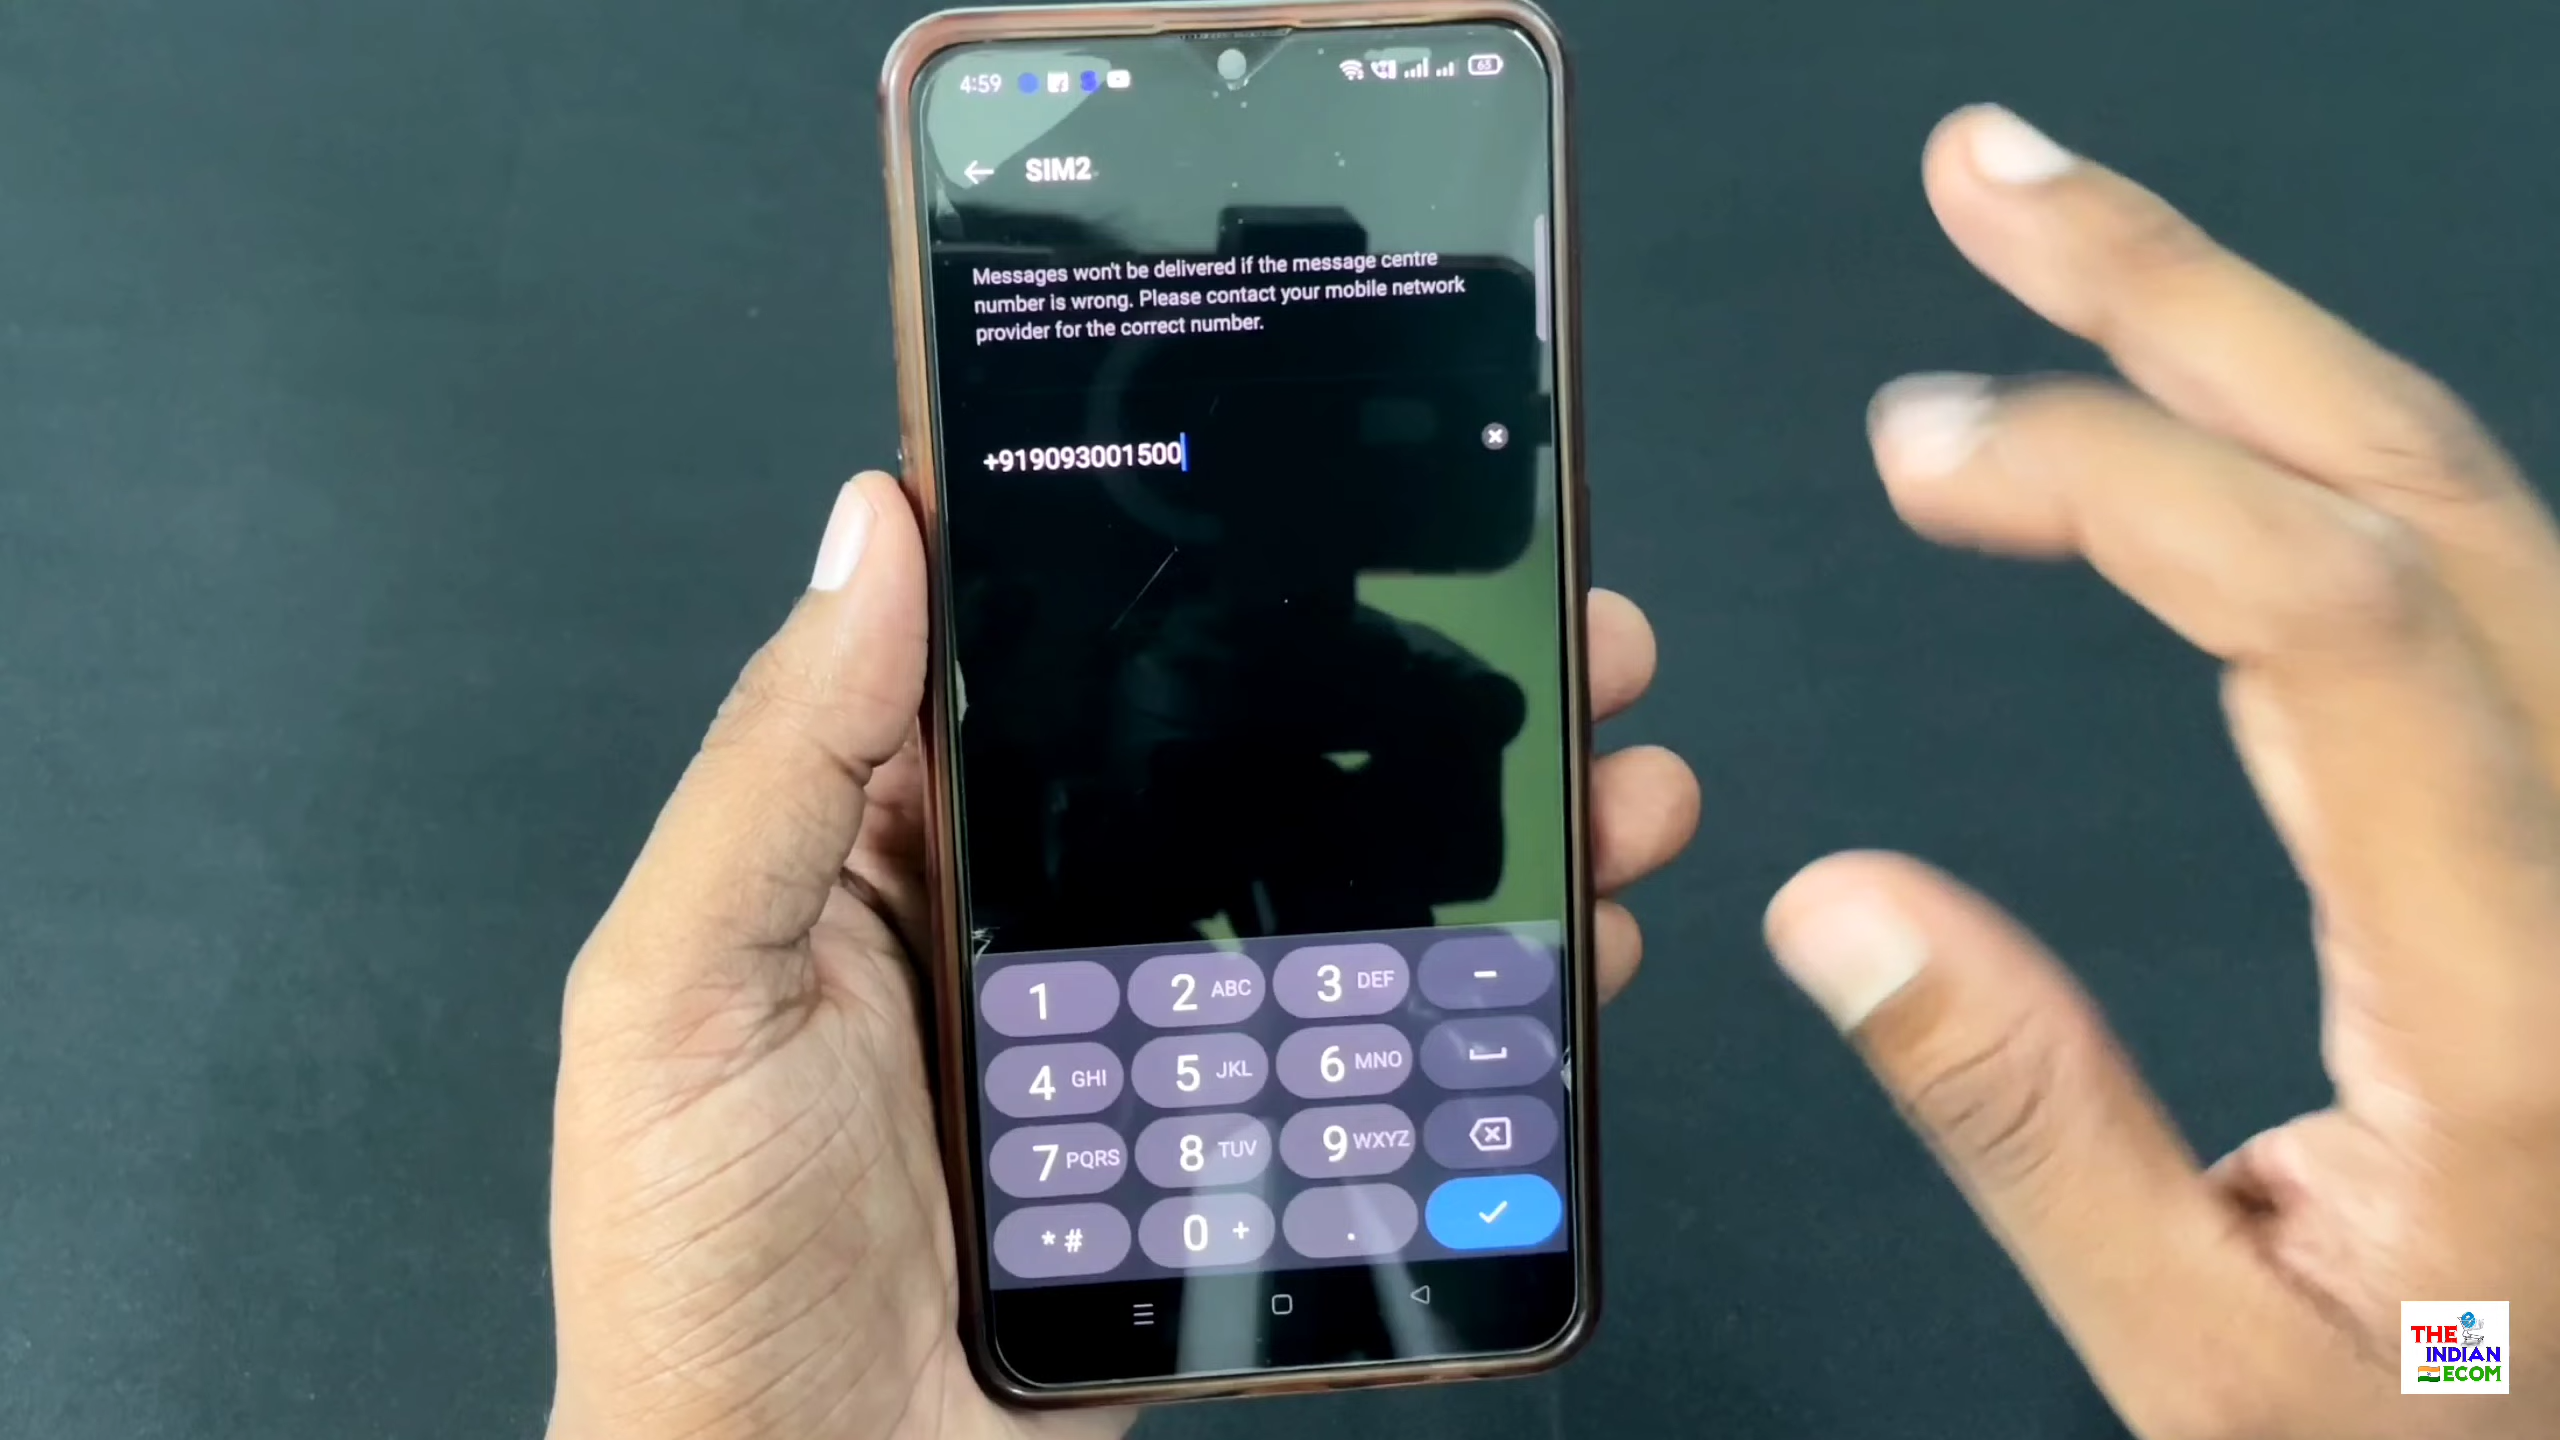 4:59
65
SIM2
Messages won't be delivered if the message centre
number is wrong. Please contact your mobile network
provider for the correct number.
+919093001500
1 2 ABC 3 DEF -
4 GHI 5 JKL 6 MNO
7 PQRS 8 TUV 9 WXYZ
* # 0 + .
THE
INDIAN
ECOM